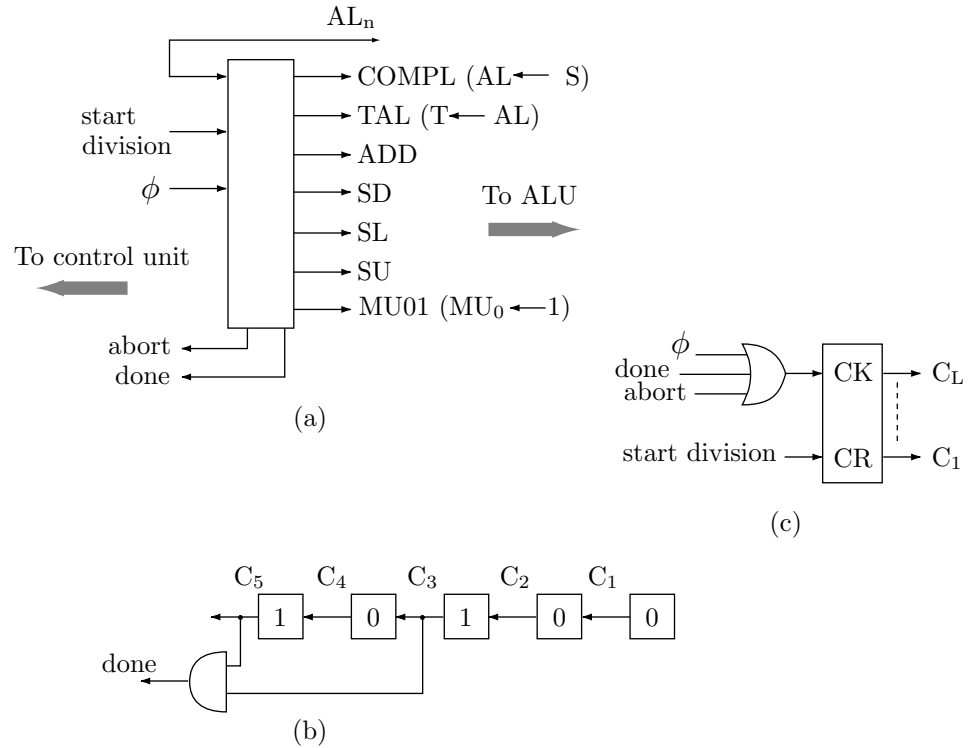 ALₙ
COMPL (AL← S)
TAL (T← AL)
start
division
ADD
ϕ
SD
To ALU
SL
To control unit
SU
MU01 (MU₀←1)
abort
done
(a)
ϕ
done
abort
CK
C_L
start division
CR
C₁
(c)
C₅ C₄ C₃ C₂ C₁
1 0 1 0 0
done
(b)